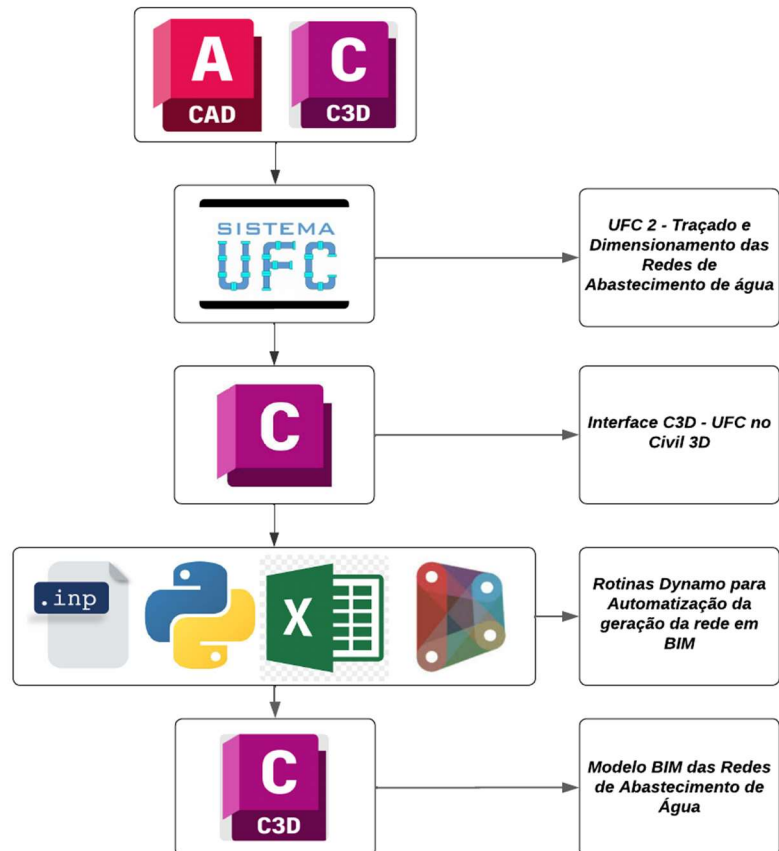 A
CAD
C
C3D
SISTEMA
UFC
UFC 2 - Traçado e
Dimensionamento das
Redes de
Abastecimento de água
C
Interface C3D - UFC no
Civil 3D
.inp
X
Rotinas Dynamo para
Automatização da
geração da rede em
BIM
C
C3D
Modelo BIM das Redes
de Abastecimento de
Água